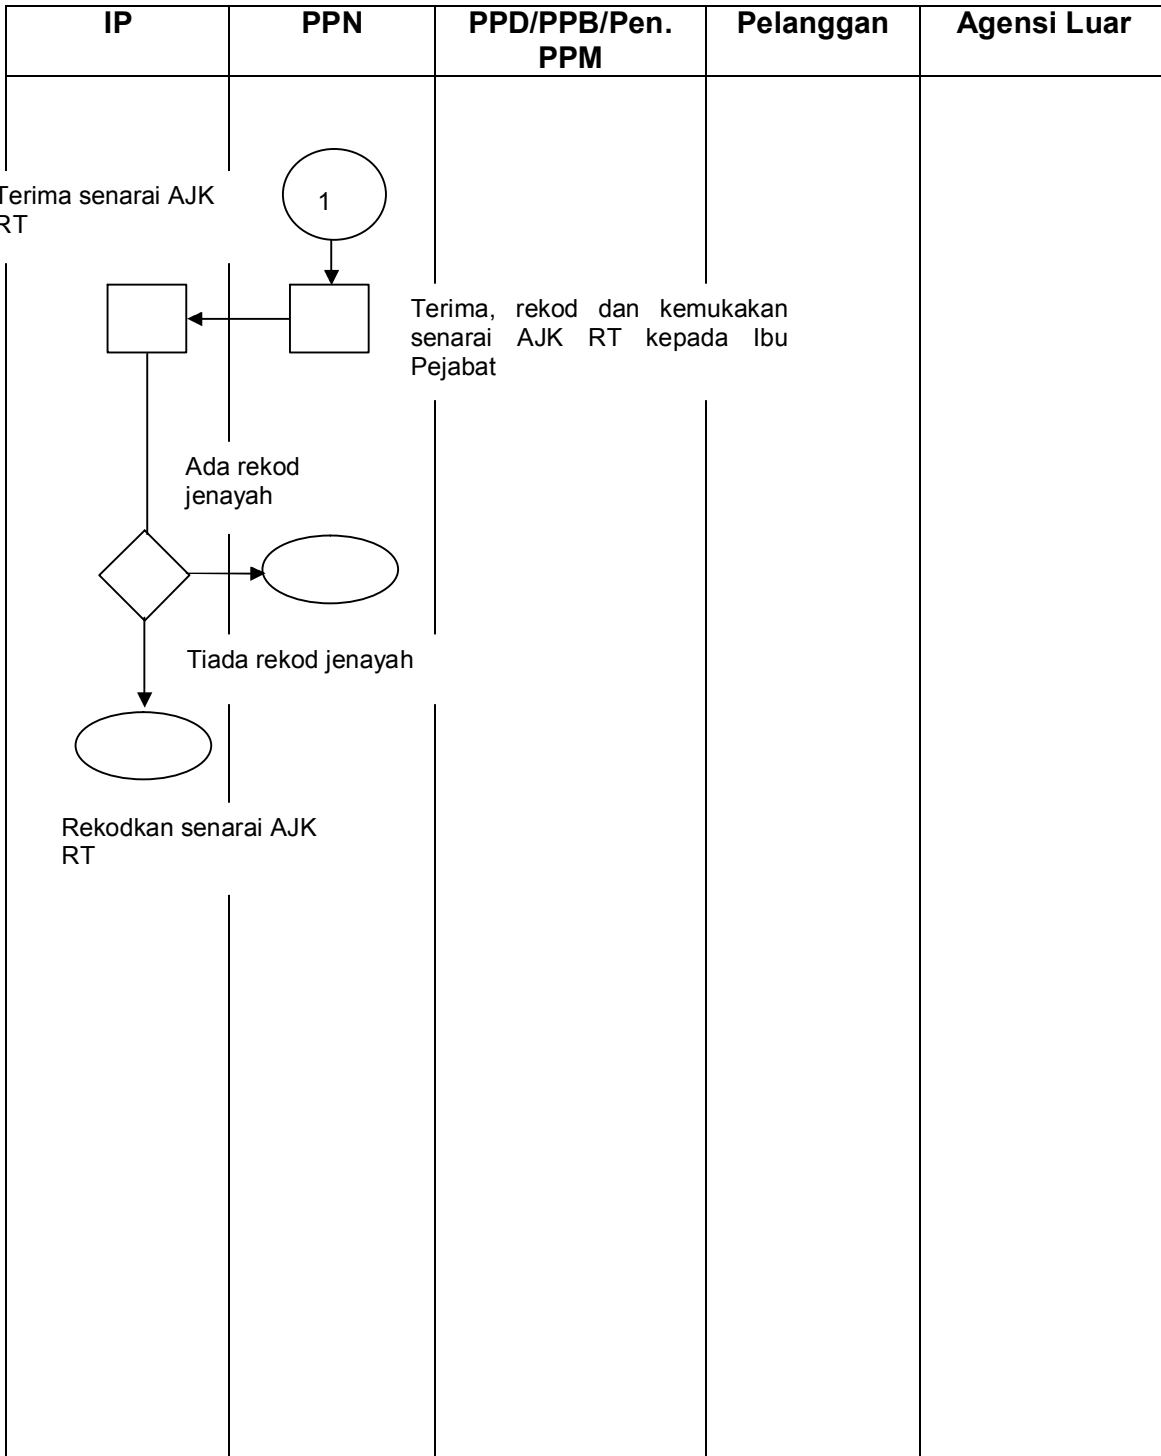 IP
PPN
PPD/PPB/Pen.
PPM
Pelanggan
Agensi Luar
Terima senarai AJK
RT
1
Terima, rekod dan kemukakan
senarai AJK RT kepada Ibu
Pejabat
Ada rekod
jenayah
Tiada rekod jenayah
Rekodkan senarai AJK
RT